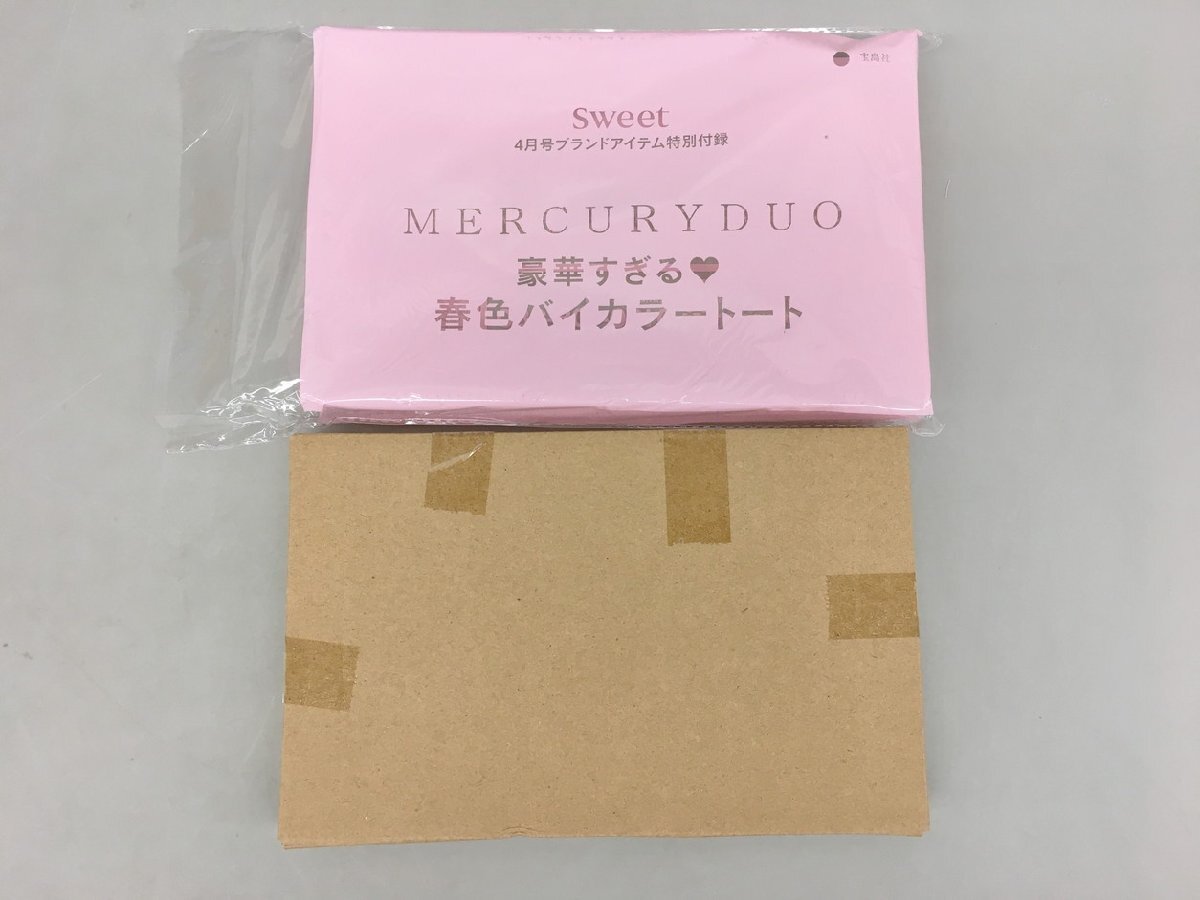 宝島社
Sweet
4月号ブランドアイテム特別付録
MERCURYDUO
豪華すぎる♥
春色バイカラートート